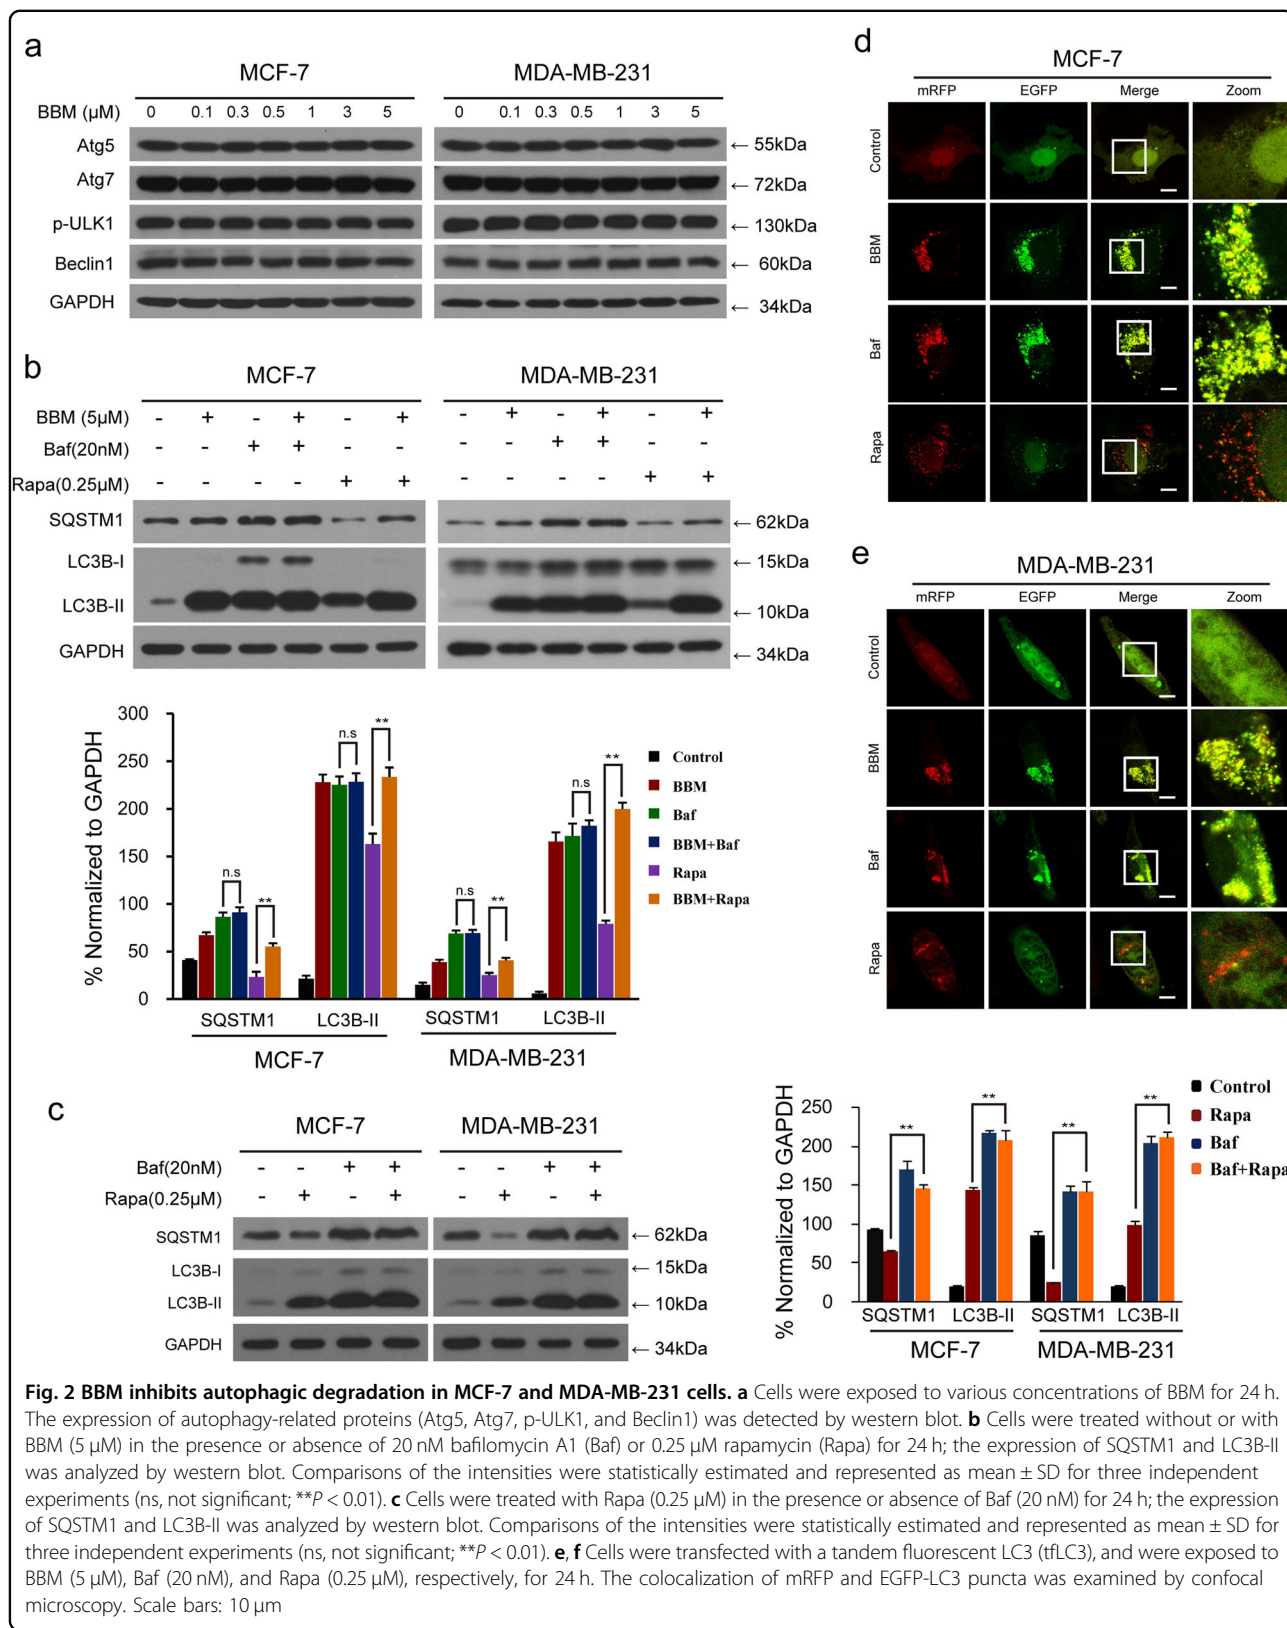 a
MCF-7
MDA-MB-231
BBM (µM)
0 0.1 0.3 0.5 1 3 5
0 0.1 0.3 0.5 1 3 5
Atg5
← 55kDa
Atg7
← 72kDa
p-ULK1
← 130kDa
Beclin1
← 60kDa
GAPDH
← 34kDa
b
MCF-7
MDA-MB-231
BBM (5µM) - + - + - + - + - + - +
Baf(20nM) - - + + - - - - + + - -
Rapa(0.25µM) - - - - + + - - - - + +
SQSTM1
← 62kDa
LC3B-I
← 15kDa
LC3B-II
← 10kDa
GAPDH
← 34kDa
% Normalized to GAPDH
300
250
200
150
100
50
0
n.s
**
n.s
**
n.s
**
n.s
**
Control
BBM
Baf
BBM+Baf
Rapa
BBM+Rapa
SQSTM1 LC3B-II SQSTM1 LC3B-II
MCF-7 MDA-MB-231
c
MCF-7
MDA-MB-231
Baf(20nM) - - + + - - + +
Rapa(0.25µM) - + - + - + - +
SQSTM1
← 62kDa
LC3B-I
← 15kDa
LC3B-II
← 10kDa
GAPDH
← 34kDa
% Normalized to GAPDH
250
200
150
100
50
0
**
**
**
**
Control
Rapa
Baf
Baf+Rapa
SQSTM1 LC3B-II SQSTM1 LC3B-II
MCF-7 MDA-MB-231
d
MCF-7
mRFP EGFP Merge Zoom
Control
BBM
Baf
Rapa
e
MDA-MB-231
mRFP EGFP Merge Zoom
Control
BBM
Baf
Rapa
Fig. 2 BBM inhibits autophagic degradation in MCF-7 and MDA-MB-231 cells. a Cells were exposed to various concentrations of BBM for 24 h.
The expression of autophagy-related proteins (Atg5, Atg7, p-ULK1, and Beclin1) was detected by western blot. b Cells were treated without or with
BBM (5 µM) in the presence or absence of 20 nM bafilomycin A1 (Baf) or 0.25 µM rapamycin (Rapa) for 24 h; the expression of SQSTM1 and LC3B-II
was analyzed by western blot. Comparisons of the intensities were statistically estimated and represented as mean ± SD for three independent
experiments (ns, not significant; **P < 0.01). c Cells were treated with Rapa (0.25 µM) in the presence or absence of Baf (20 nM) for 24 h; the expression
of SQSTM1 and LC3B-II was analyzed by western blot. Comparisons of the intensities were statistically estimated and represented as mean ± SD for
three independent experiments (ns, not significant; **P < 0.01). e, f Cells were transfected with a tandem fluorescent LC3 (tfLC3), and were exposed to
BBM (5 µM), Baf (20 nM), and Rapa (0.25 µM), respectively, for 24 h. The colocalization of mRFP and EGFP-LC3 puncta was examined by confocal
microscopy. Scale bars: 10 µm